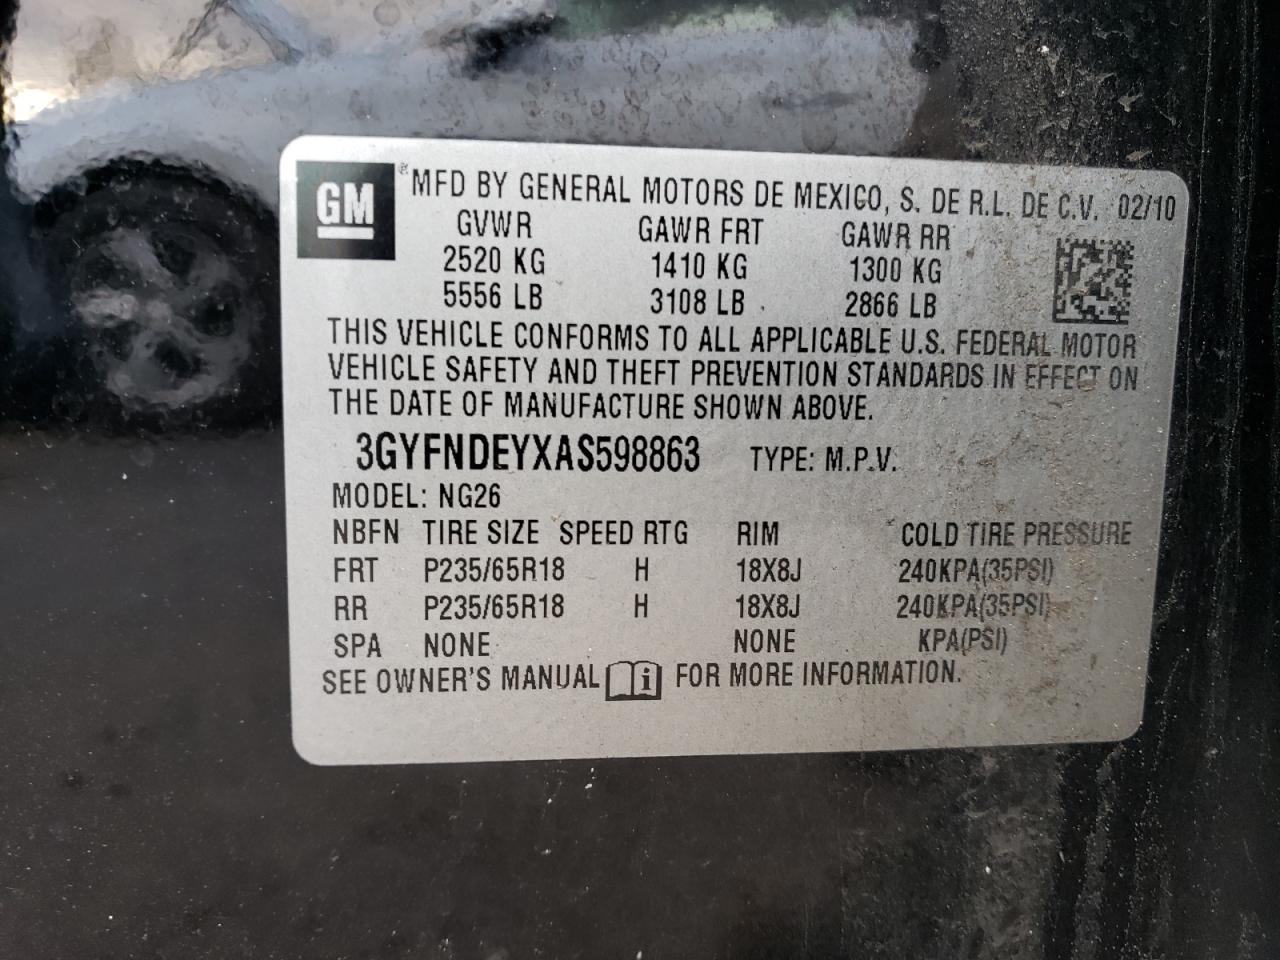 GM ® MFD BY GENERAL MOTORS DE MEXICO, S. DE R.L. DE C.V. 02/10
GVWR GAWR FRT GAWR RR
2520 KG 1410 KG 1300 KG
5556 LB 3108 LB 2866 LB
THIS VEHICLE CONFORMS TO ALL APPLICABLE U.S. FEDERAL MOTOR
VEHICLE SAFETY AND THEFT PREVENTION STANDARDS IN EFFECT ON
THE DATE OF MANUFACTURE SHOWN ABOVE.
3GYFNDEYXAS598863 TYPE: M.P.V.
MODEL: NG26
NBFN TIRE SIZE SPEED RTG RIM COLD TIRE PRESSURE
FRT P235/65R18 H 18X8J 240KPA(35PSI)
RR P235/65R18 H 18X8J 240KPA(35PSI)
SPA NONE NONE KPA(PSI)
SEE OWNER'S MANUAL i FOR MORE INFORMATION.